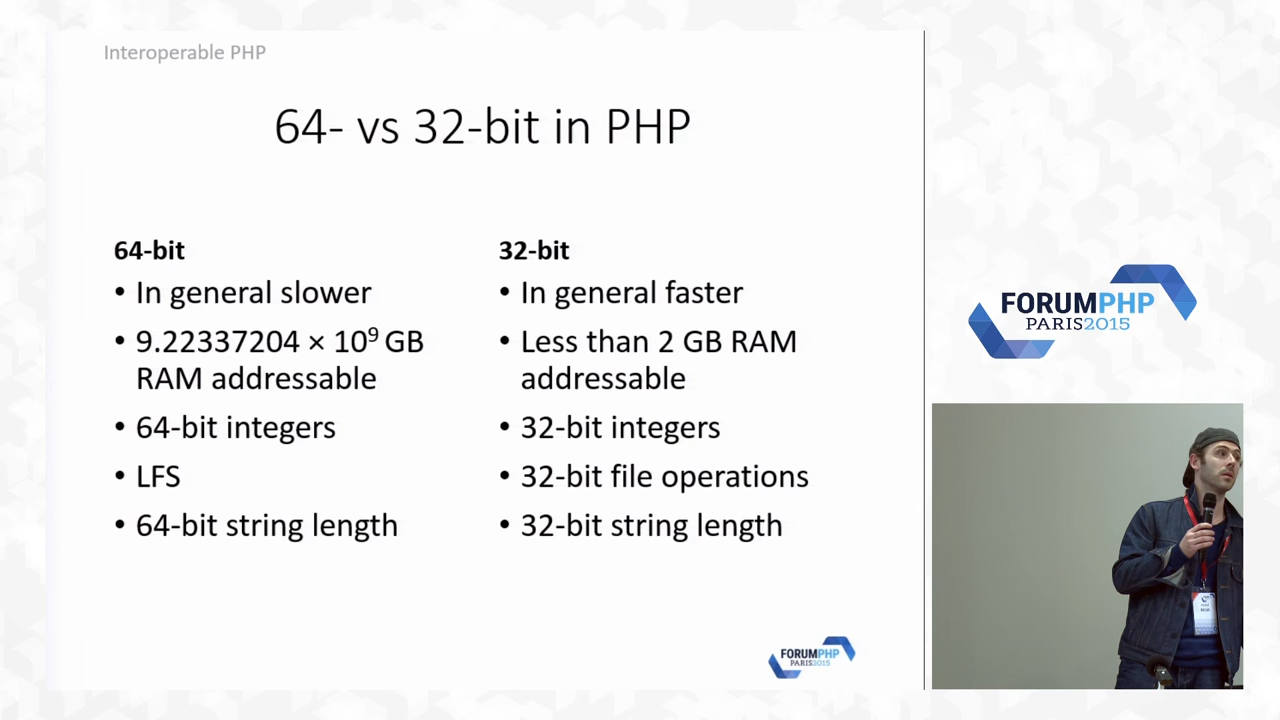 Interoperable PHP
64- vs 32-bit in PHP
64-bit
• In general slower
• 9.22337204 × 10⁹ GB
RAM addressable
• 64-bit integers
• LFS
• 64-bit string length
32-bit
• In general faster
• Less than 2 GB RAM
addressable
• 32-bit integers
• 32-bit file operations
• 32-bit string length
FORUMPHP
PARIS2015
FORUMPHP
PARIS2015